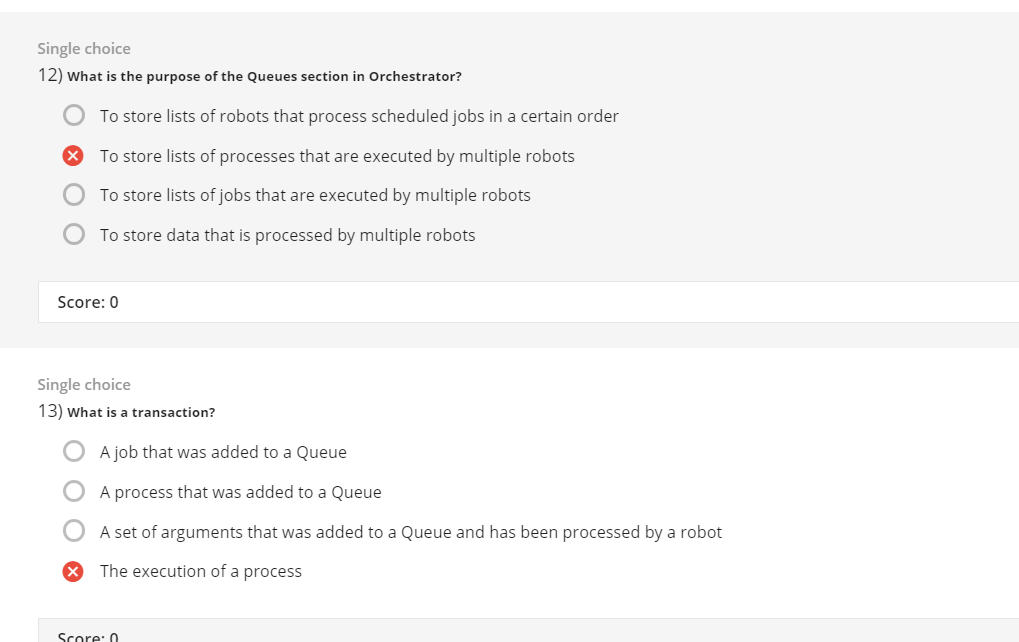 Single choice
12) What is the purpose of the Queues section in Orchestrator?
To store lists of robots that process scheduled jobs in a certain order
To store lists of processes that are executed by multiple robots
To store lists of jobs that are executed by multiple robots
To store data that is processed by multiple robots
Score: 0
Single choice
13) What is a transaction?
A job that was added to a Queue
A process that was added to a Queue
A set of arguments that was added to a Queue and has been processed by a robot
The execution of a process
Score: 0